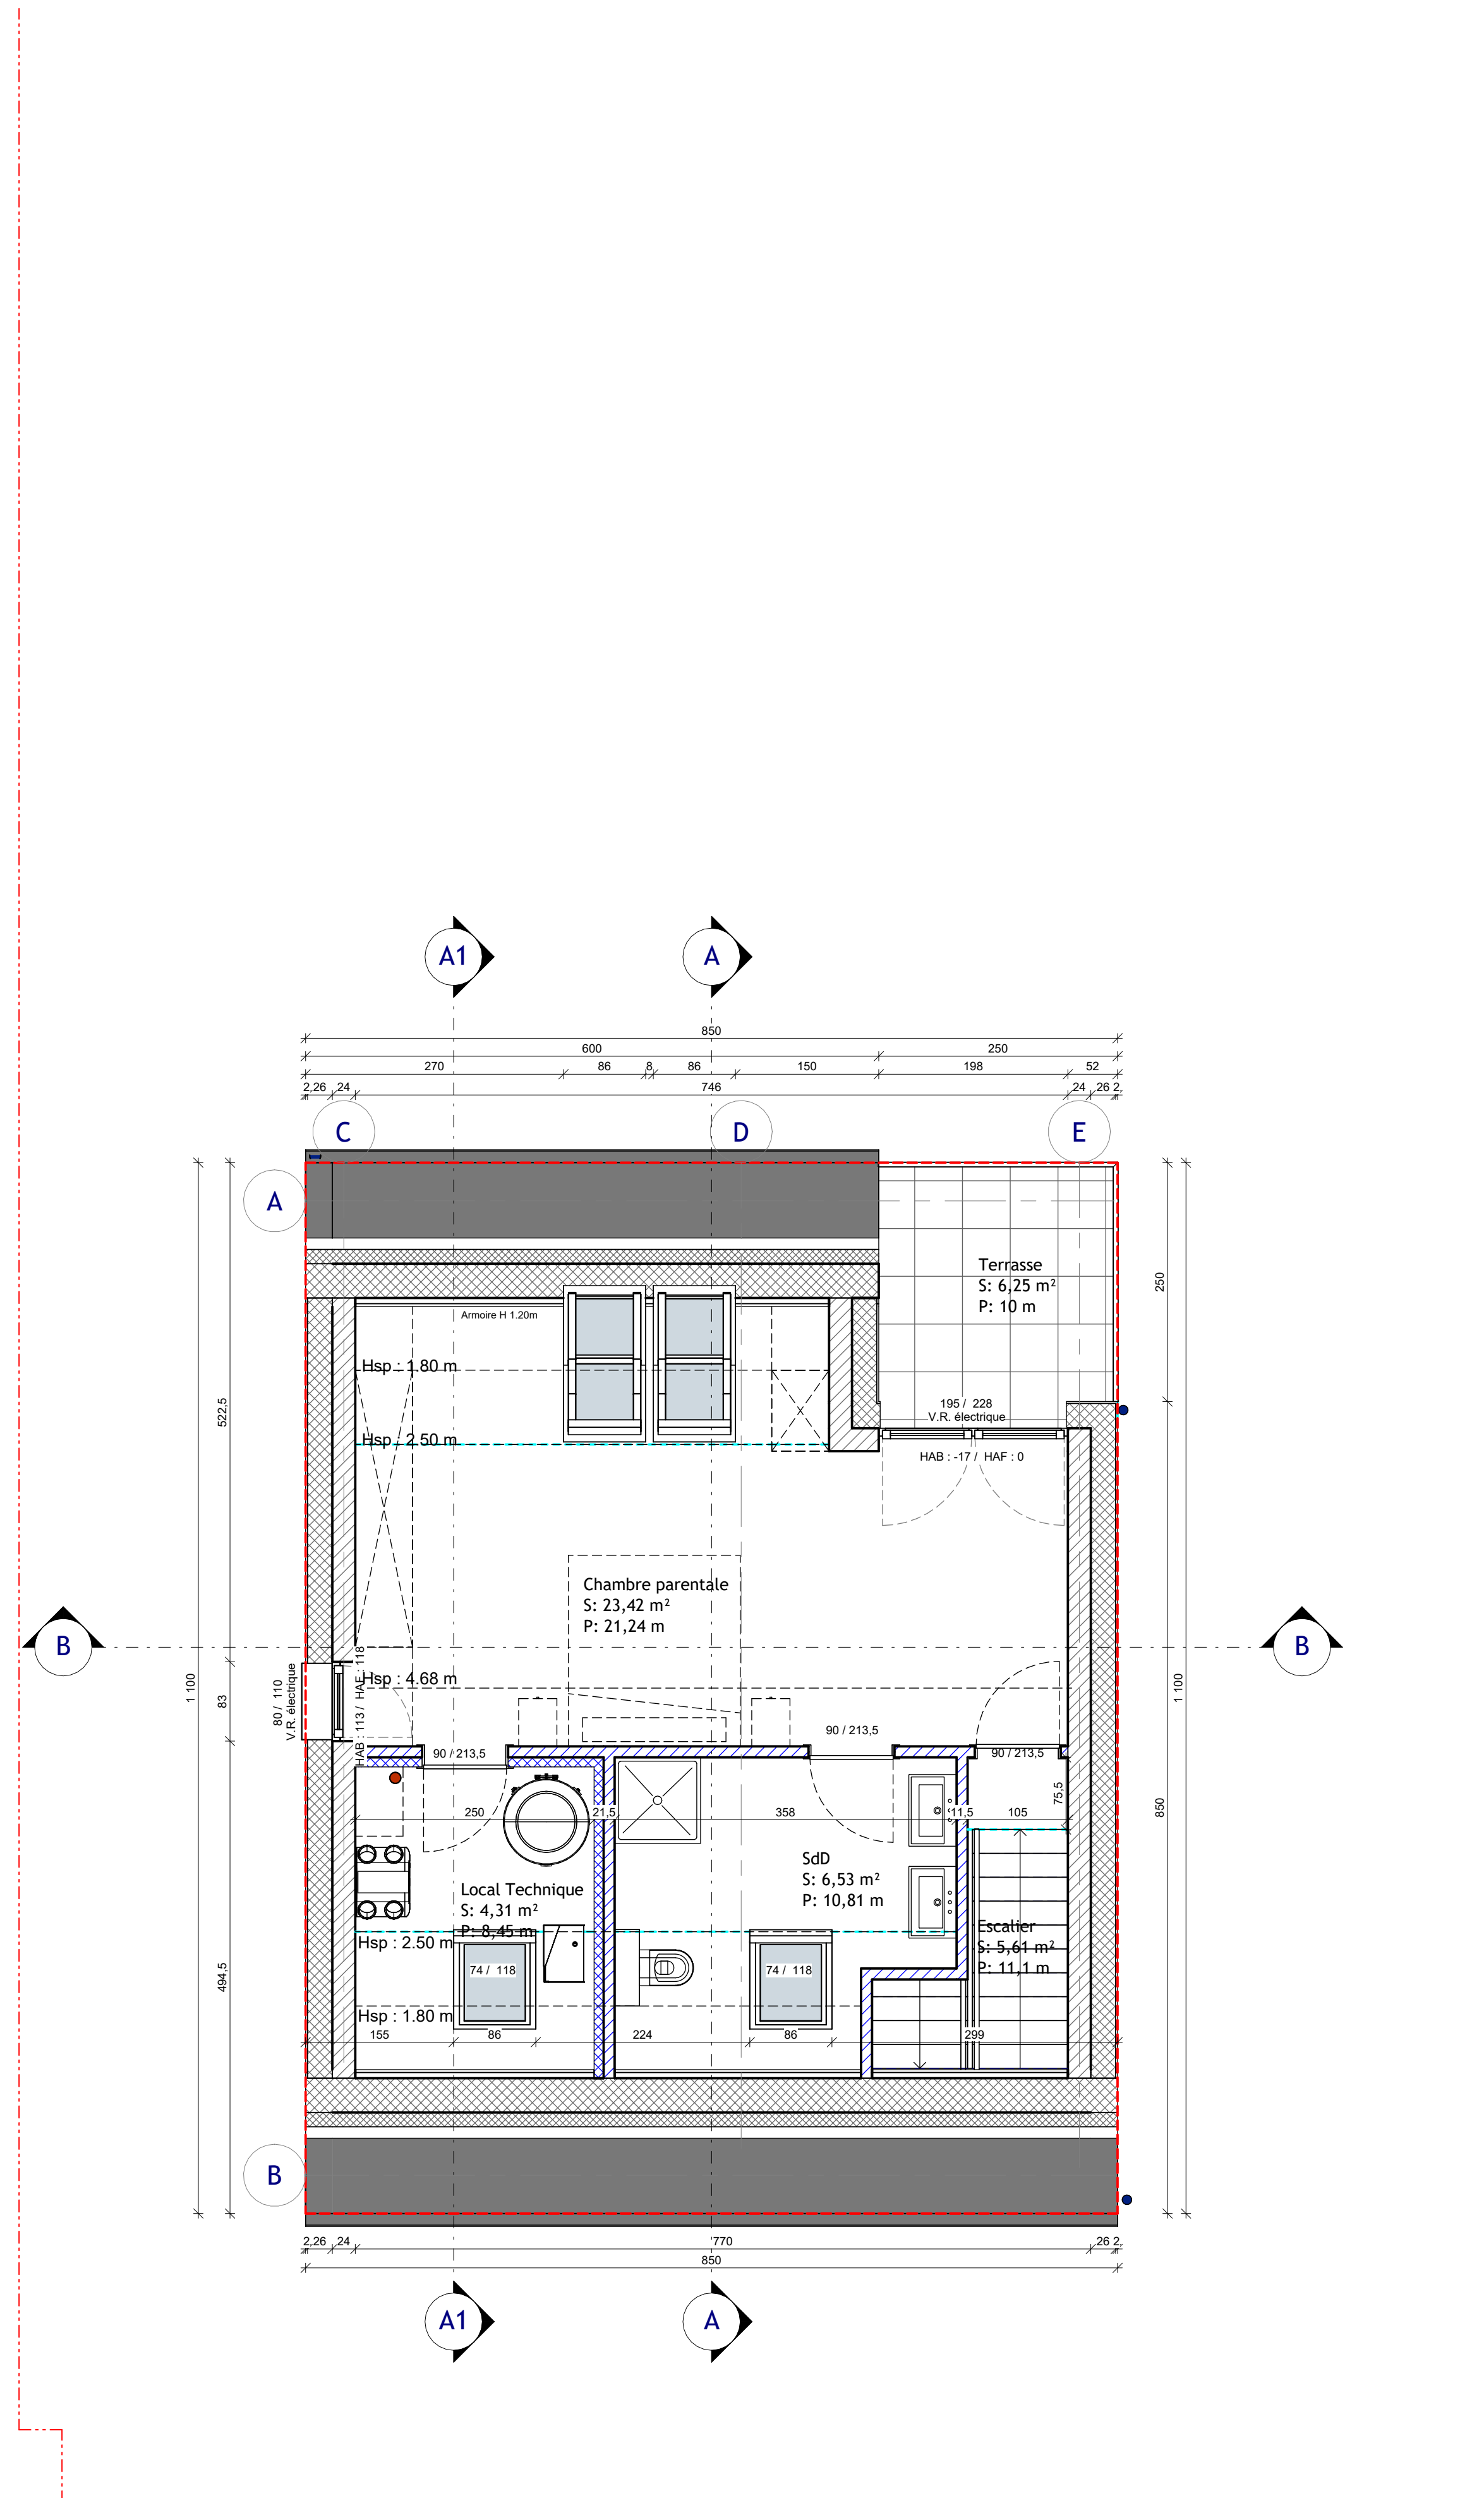 A1
A
850
600
250
270
86
8
86
150
198
52
2,
26
24
746
24
26
2,
C
D
E
A
Terrasse
S: 6,25 m²
P: 10 m
250
Armoire H 1.20m
Hsp : 1.80 m
195 / 228
V.R. électrique
522,5
Hsp : 2.50 m
HAB : -17 / HAF : 0
Chambre parentale
S: 23,42 m²
P: 21,24 m
B
B
Hsp : 4.68 m
1 100
83
80 / 110
V.R. électrique
HAB : 113 / HAF : 118
1 100
90 / 213,5
90 / 213,5
90 / 213,5
75,5
250
21,5
358
11,5
105
850
SdD
S: 6,53 m²
P: 10,81 m
Local Technique
S: 4,31 m²
P: 8,45 m
Escalier
S: 5,61 m²
P: 11,1 m
Hsp : 2.50 m
494,5
74 / 118
74 / 118
Hsp : 1.80 m
155
86
224
86
299
B
2,
26
24
770
26
2,
850
A1
A